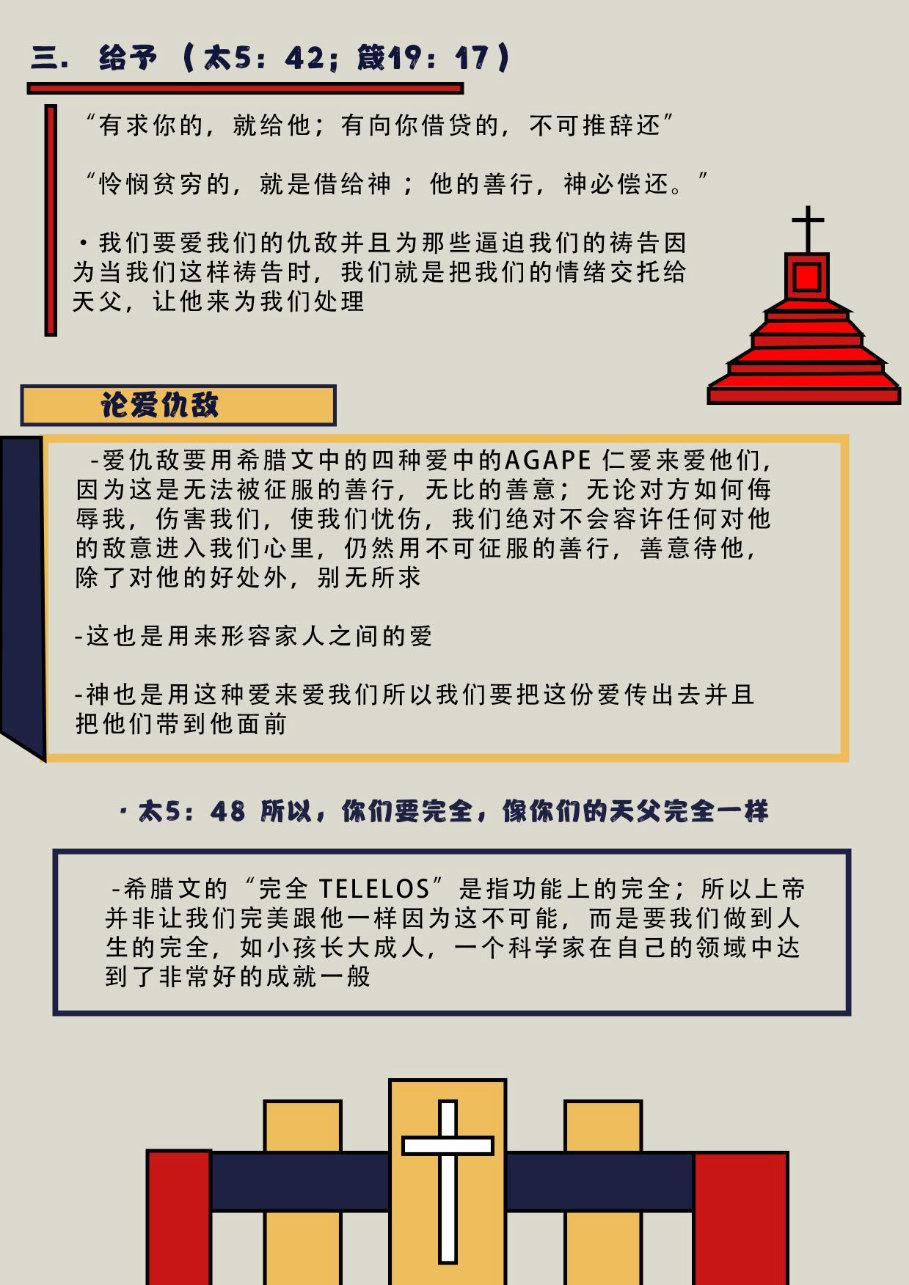 三. 给予 （太5：42；箴19：17）
“有求你的，就给他；有向你借贷的，不可推辞还”
“怜悯贫穷的，就是借给神 ；他的善行，神必偿还。”
·我们要爱我们的仇敌并且为那些逼迫我们的祷告因
为当我们这样祷告时，我们就是把我们的情绪交托给
天父，让他来为我们处理
论爱仇敌
-爱仇敌要用希腊文中的四种爱中的AGAPE 仁爱来爱他们，
因为这是无法被征服的善行，无比的善意；无论对方如何侮
辱我，伤害我们，使我们忧伤，我们绝对不会容许任何对他
的敌意进入我们心里，仍然用不可征服的善行，善意待他，
除了对他的好处外，别无所求
-这也是用来形容家人之间的爱
-神也是用这种爱来爱我们所以我们要把这份爱传出去并且
把他们带到他面前
·太5：48 所以，你们要完全，像你们的天父完全一样
-希腊文的“完全 TELELOS”是指功能上的完全；所以上帝
并非让我们完美跟他一样因为这不可能，而是要我们做到人
生的完全，如小孩长大成人，一个科学家在自己的领域中达
到了非常好的成就一般